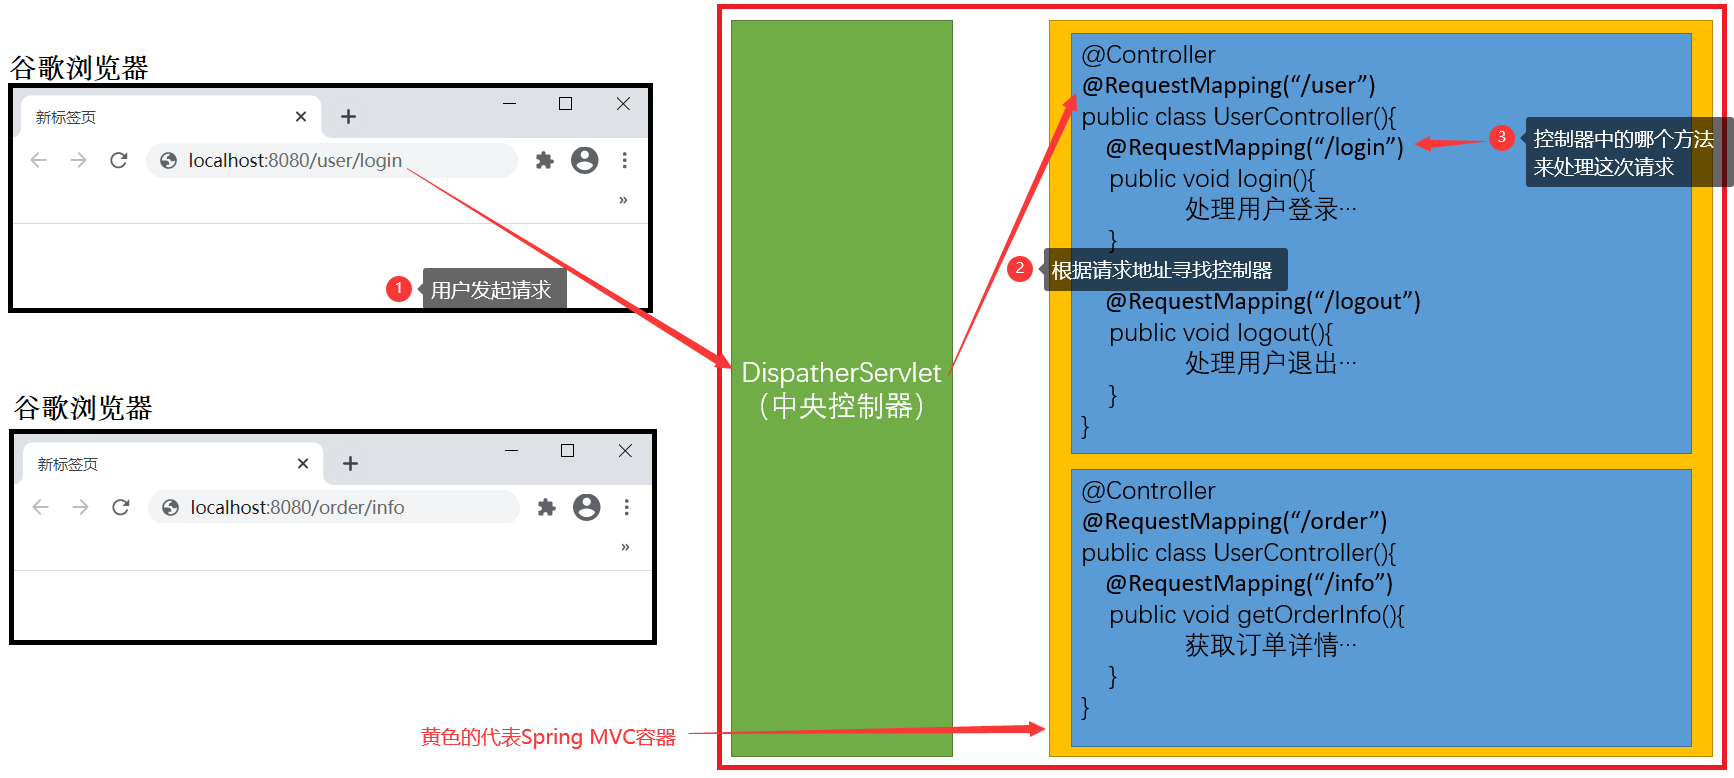 谷歌浏览器
新标签页
localhost:8080/user/login
»
1 用户发起请求
谷歌浏览器
新标签页
localhost:8080/order/info
»
黄色的代表Spring MVC容器
DispatherServlet
（中央控制器）
@Controller
@RequestMapping(“/user”)
public class UserController(){
@RequestMapping(“/login”)
public void login(){
处理用户登录…
}
3 控制器中的哪个方法
来处理这次请求
2 根据请求地址寻找控制器
@RequestMapping(“/logout”)
public void logout(){
处理用户退出…
}
}
@Controller
@RequestMapping(“/order”)
public class UserController(){
@RequestMapping(“/info”)
public void getOrderInfo(){
获取订单详情…
}
}